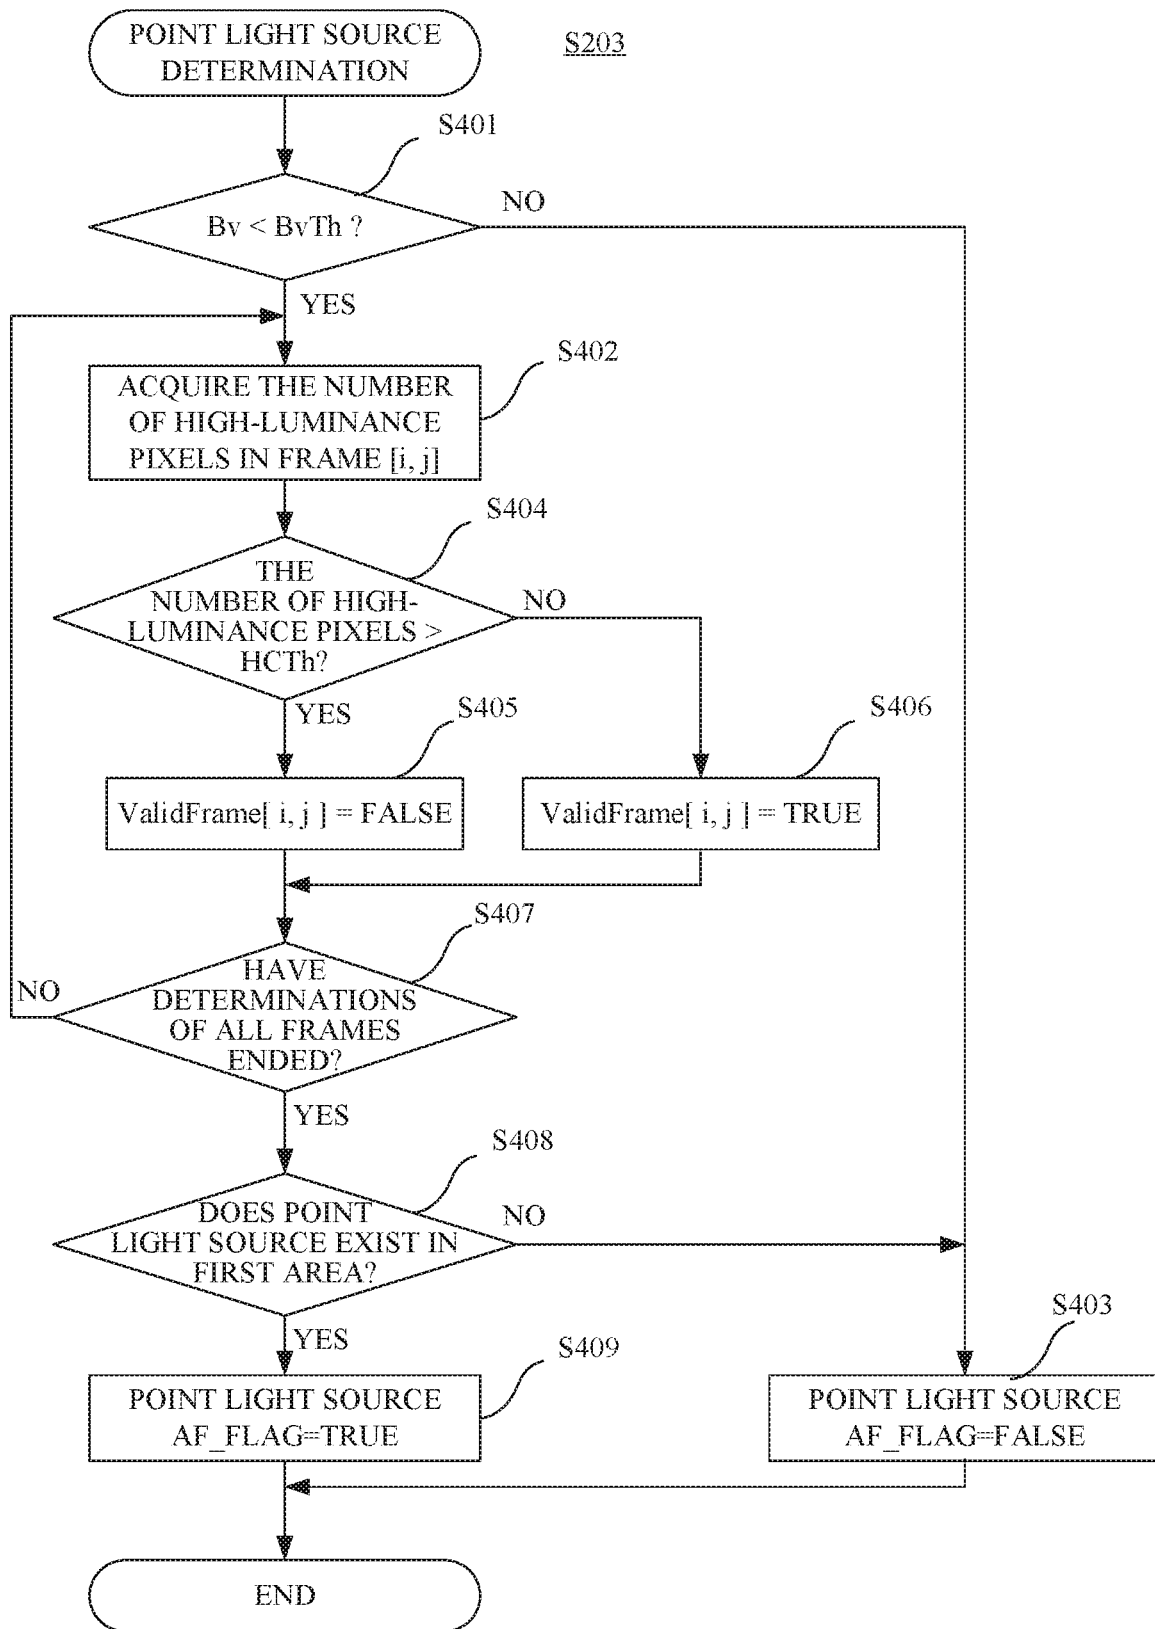 POINT LIGHT SOURCE
DETERMINATION
S203
S401
Bv < BvTh ?
NO
YES
S402
ACQUIRE THE NUMBER
OF HIGH-LUMINANCE
PIXELS IN FRAME [i, j]
S404
THE
NUMBER OF HIGH-
LUMINANCE PIXELS >
HCTh?
NO
YES
S405
S406
ValidFrame[ i, j ] = FALSE
ValidFrame[ i, j ] = TRUE
S407
HAVE
DETERMINATIONS
OF ALL FRAMES
ENDED?
NO
YES
S408
DOES POINT
LIGHT SOURCE EXIST IN
FIRST AREA?
NO
YES
S409
S403
POINT LIGHT SOURCE
AF_FLAG=TRUE
POINT LIGHT SOURCE
AF_FLAG=FALSE
END